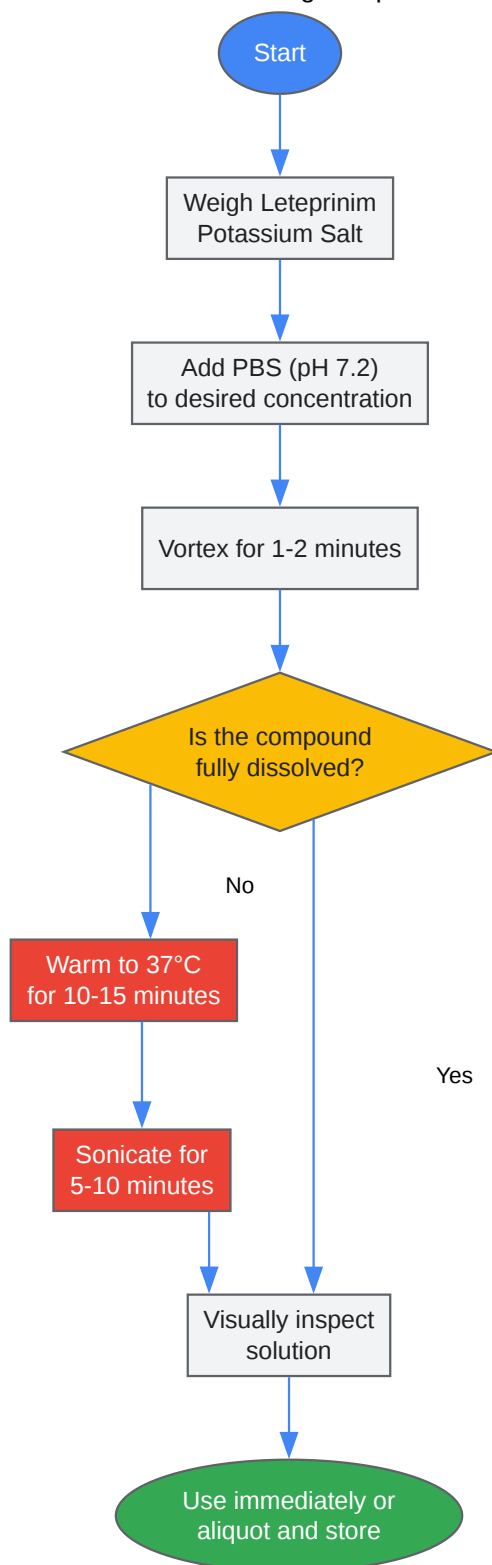 Start
Weigh Leteprinim
Potassium Salt
Add PBS (pH 7.2)
to desired concentration
Vortex for 1-2 minutes
Is the compound
fully dissolved?
No
Warm to 37°C
for 10-15 minutes
Yes
Sonicate for
5-10 minutes
Visually inspect
solution
Use immediately or
aliquot and store